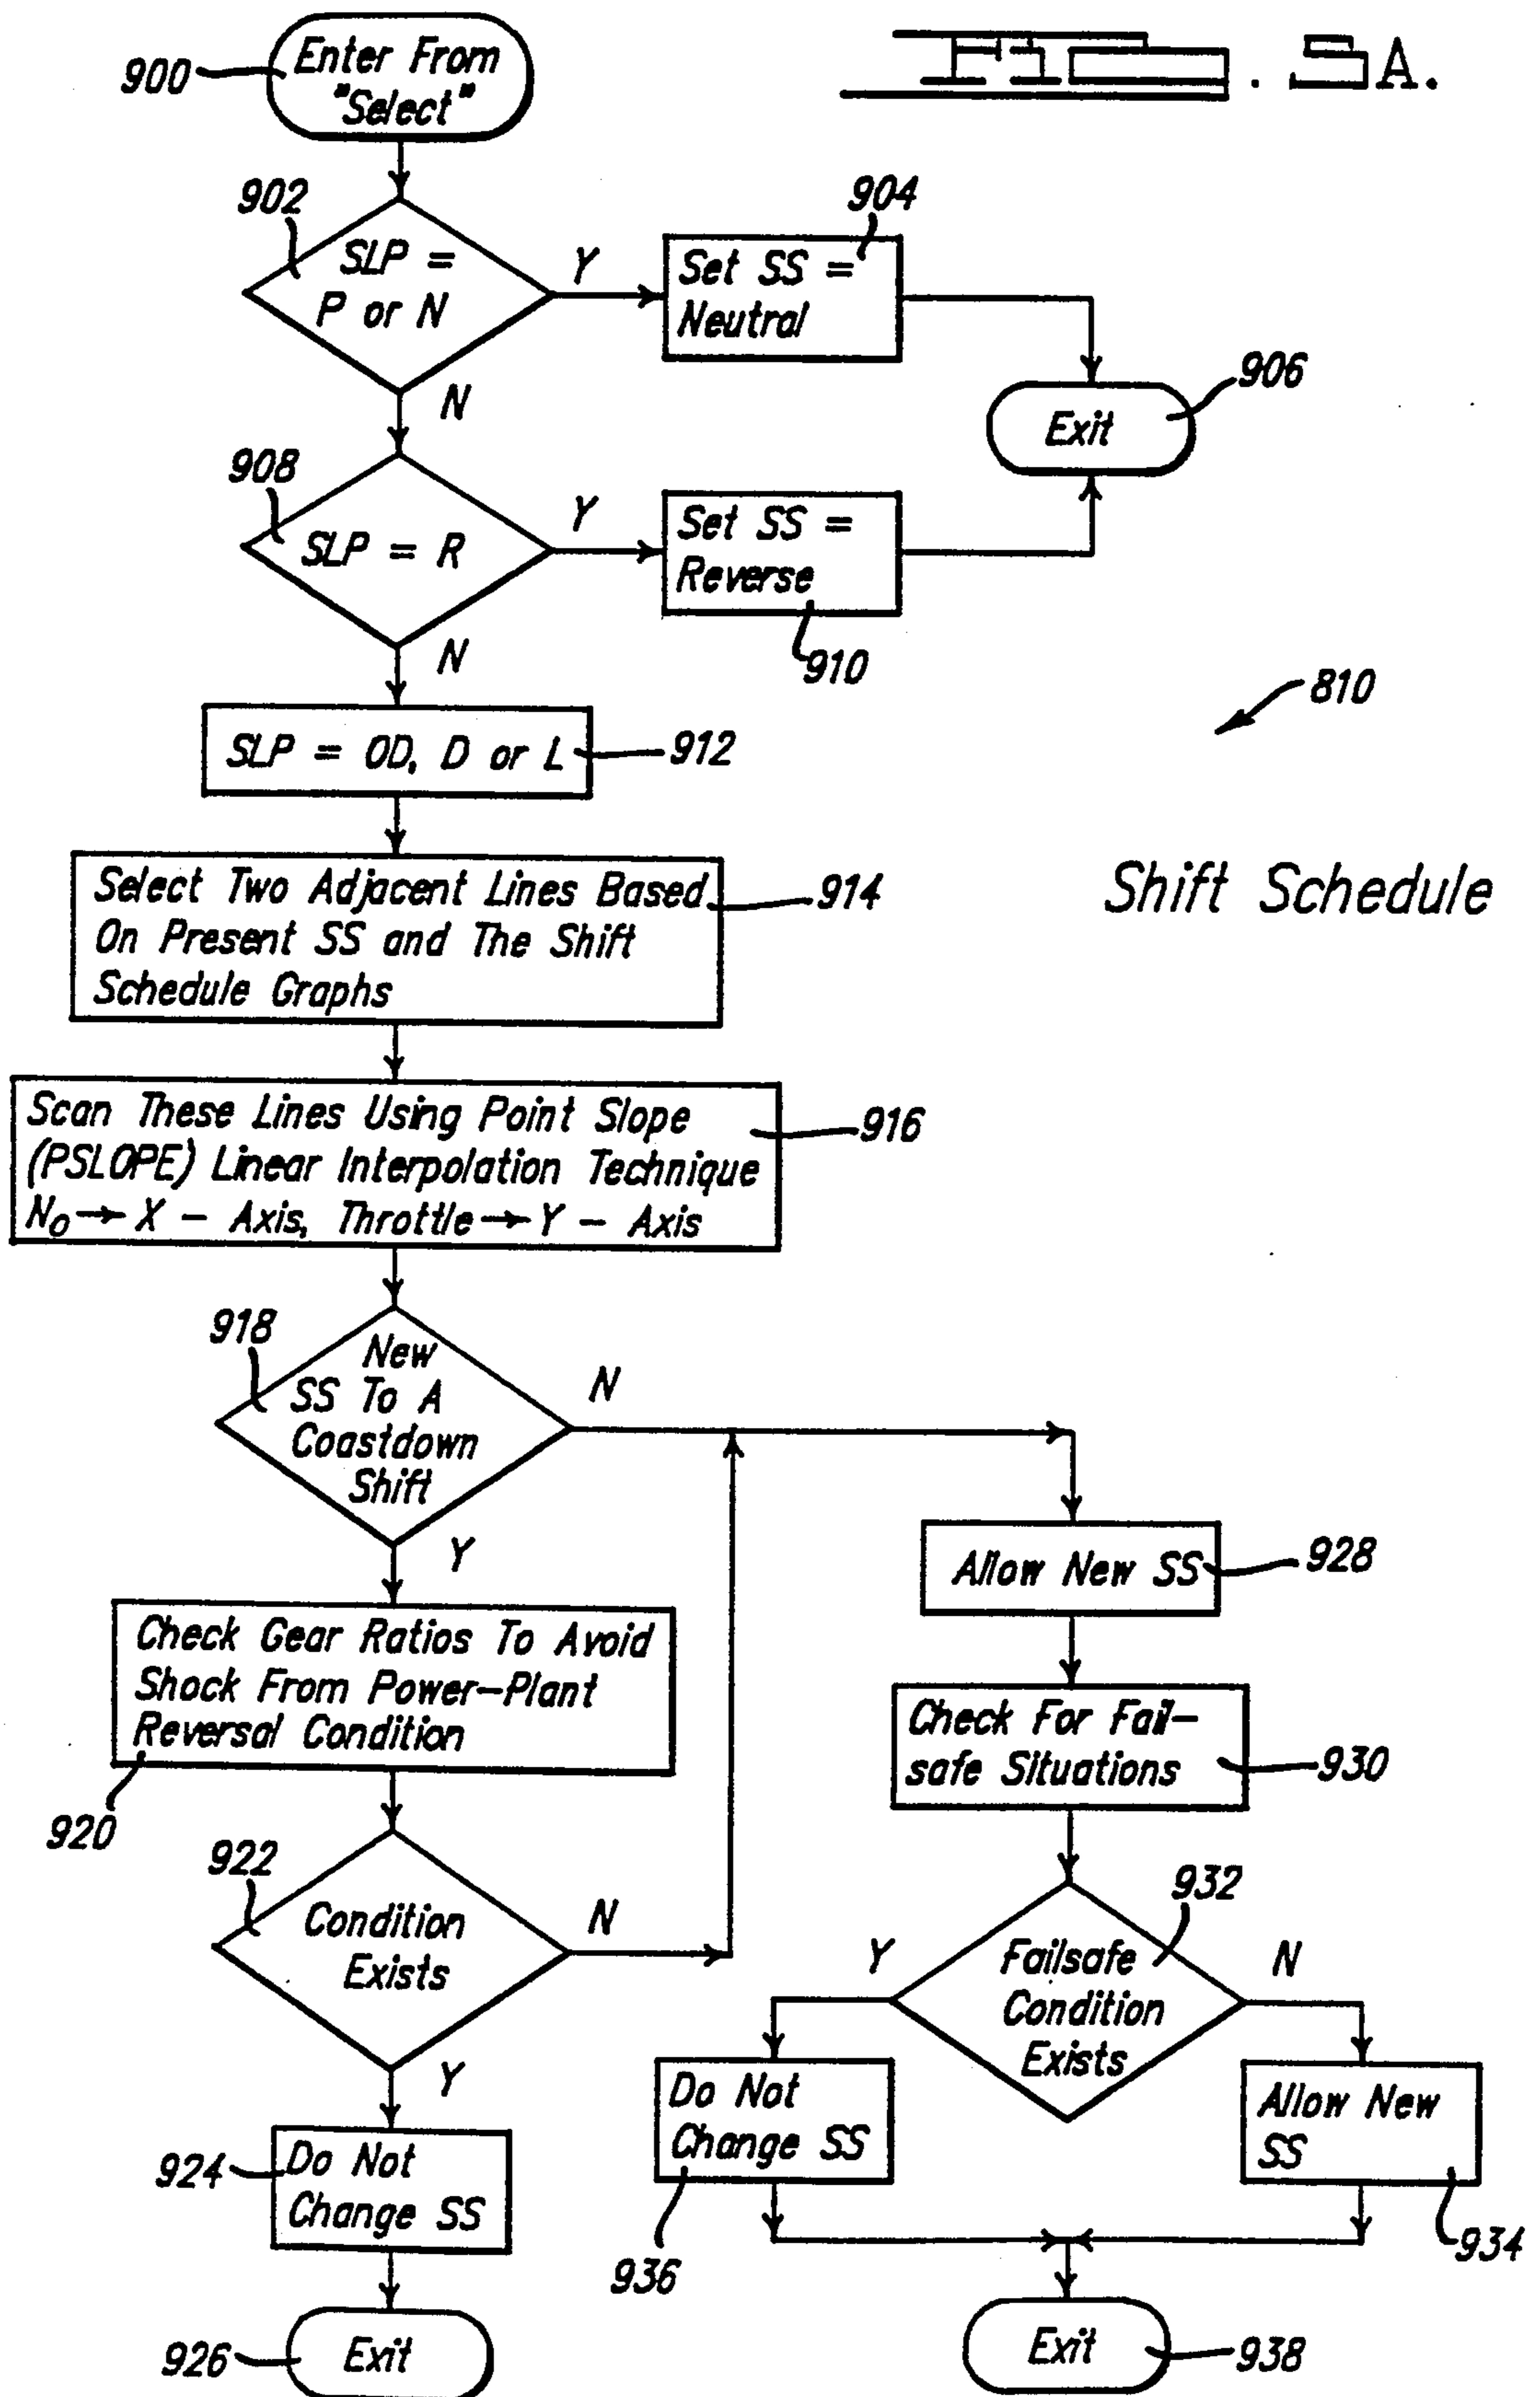 FIG. 5A.
900
Enter From
"Select"
902
SLP =
P or N
Y
N
904
Set SS =
Neutral
906
Exit
908
SLP = R
Y
N
Set SS =
Reverse
910
810
SLP = OD, D or L
912
Shift Schedule
Select Two Adjacent Lines Based
On Present SS and The Shift
Schedule Graphs
914
Scan These Lines Using Point Slope
(PSLOPE) Linear Interpolation Technique
N₀→X – Axis, Throttle→Y – Axis
916
918
New
SS To A
Coastdown
Shift
N
Y
Allow New SS
928
Check Gear Ratios To Avoid
Shock From Power-Plant
Reversal Condition
920
Check For Fail-
safe Situations
930
922
Condition
Exists
N
Y
932
Failsafe
Condition
Exists
Y
N
924
Do Not
Change SS
Do Not
Change SS
936
Allow New
SS
934
926
Exit
Exit
938